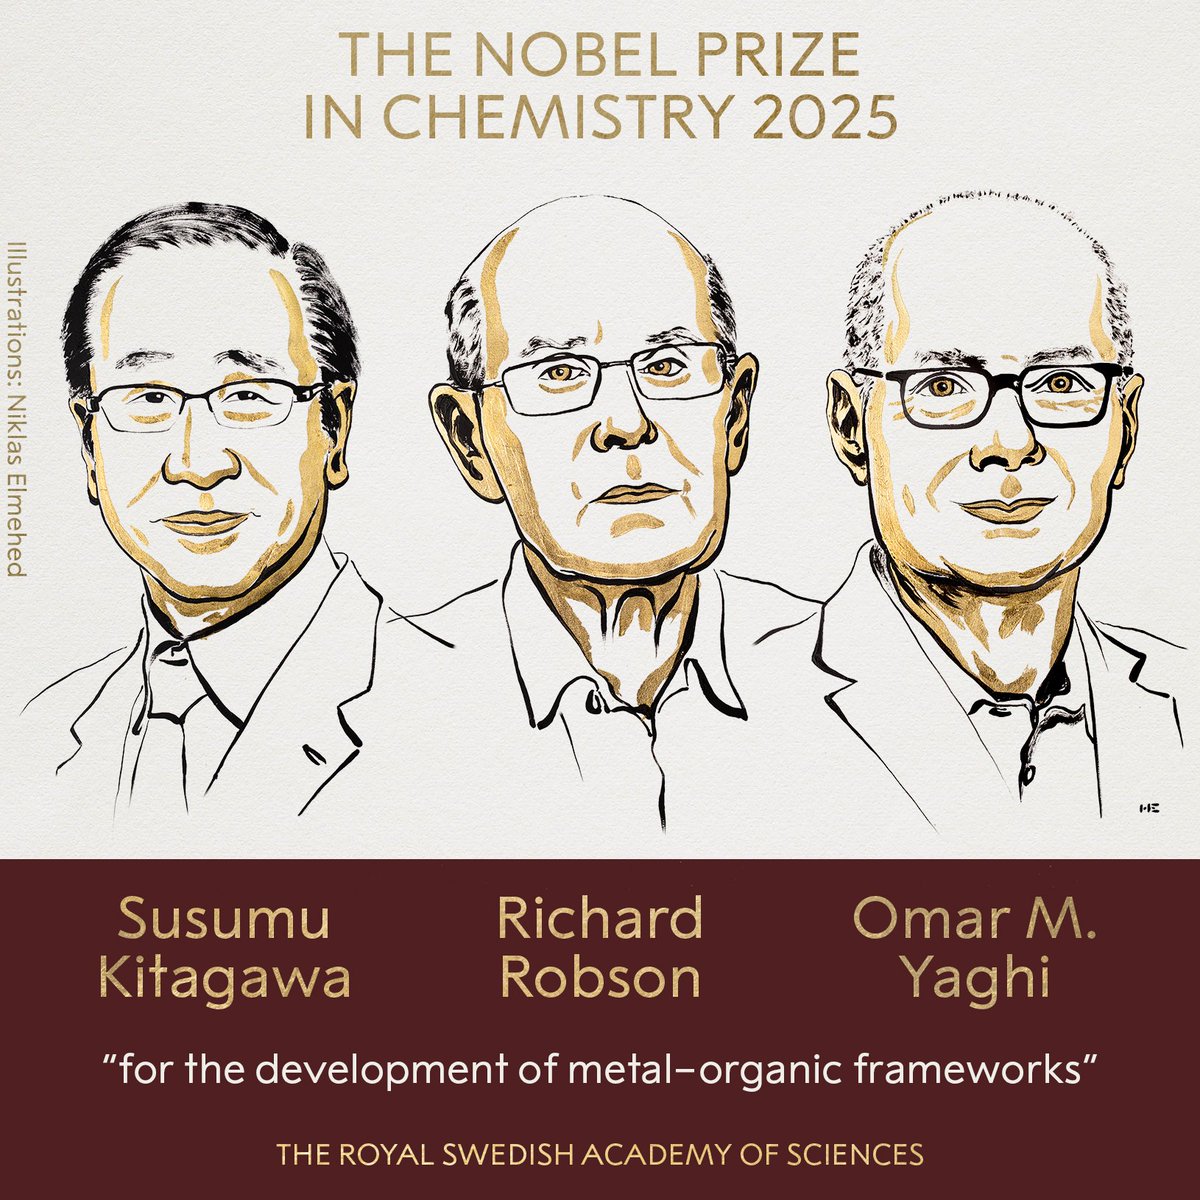 THE NOBEL PRIZE
IN CHEMISTRY 2025
Illustrations: Niklas Elmehed
Susumu
Kitagawa
Richard
Robson
Omar M.
Yaghi
“for the development of metal–organic frameworks”
THE ROYAL SWEDISH ACADEMY OF SCIENCES